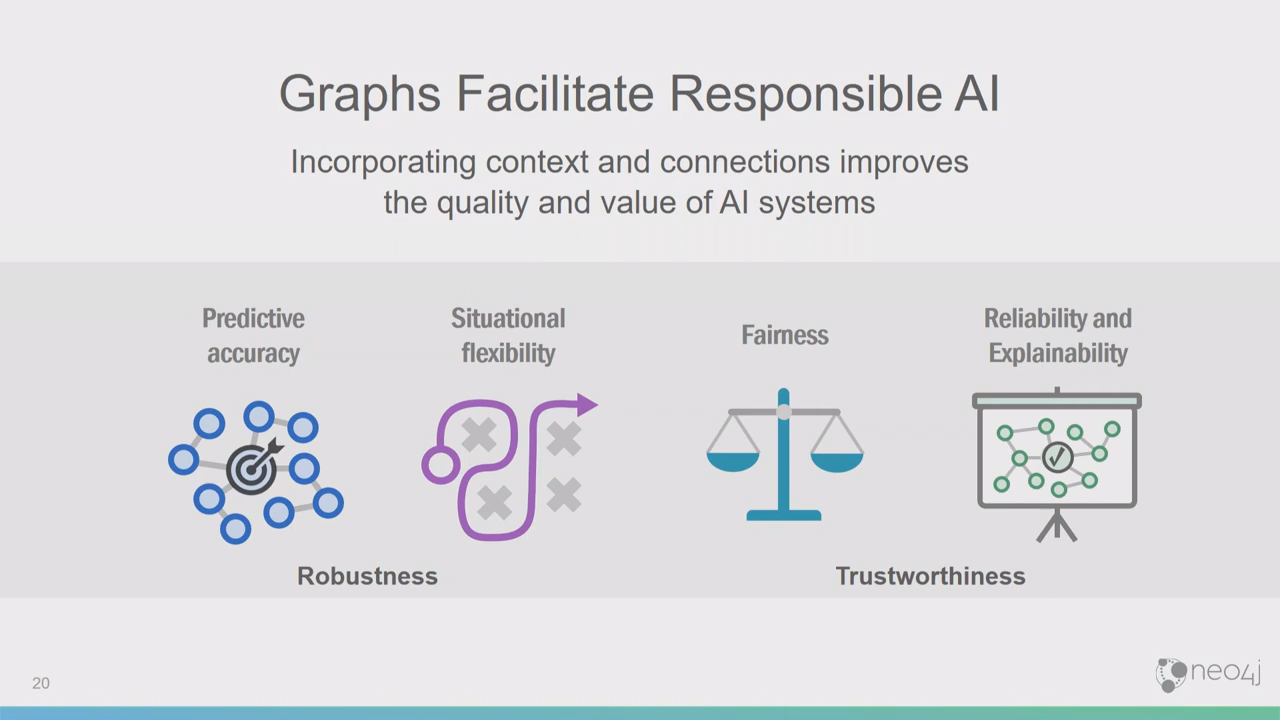 Graphs Facilitate Responsible AI
Incorporating context and connections improves
the quality and value of AI systems
Predictive
accuracy
Situational
flexibility
Fairness
Reliability and
Explainability
Robustness
Trustworthiness
20
neo4j